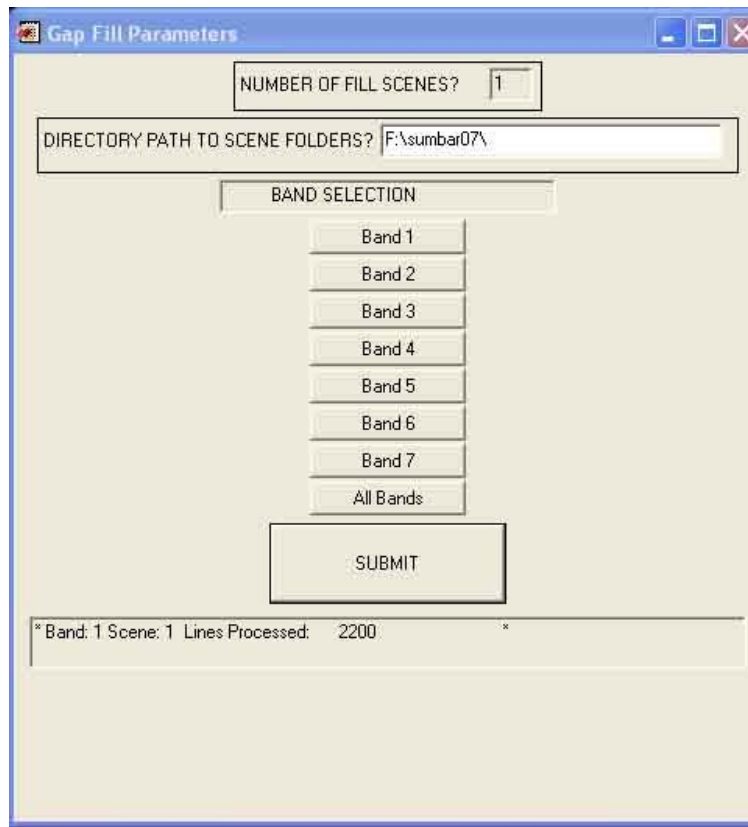 Gap Fill Parameters
NUMBER OF FILL SCENES? 1
DIRECTORY PATH TO SCENE FOLDERS? F:\sumbar07\
BAND SELECTION
Band 1
Band 2
Band 3
Band 4
Band 5
Band 6
Band 7
All Bands
SUBMIT
* Band: 1 Scene: 1 Lines Processed: 2200 *